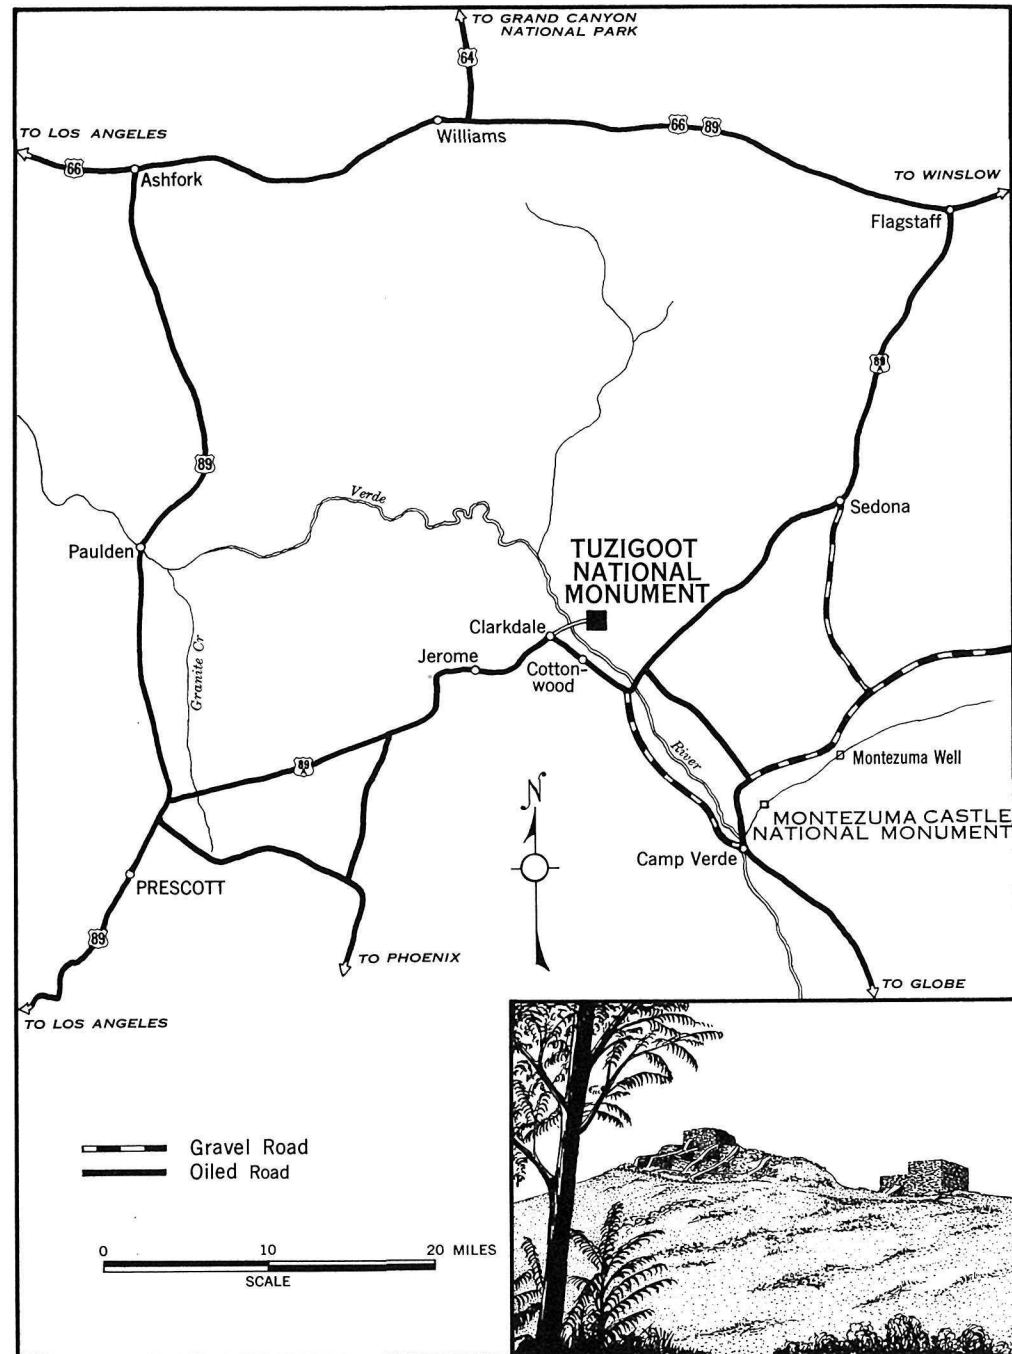 TO GRAND CANYON
NATIONAL PARK
64
TO LOS ANGELES
66
Ashfork
Williams
66
89
TO WINSLOW
Flagstaff
89
A
89
Verde
Sedona
Paulden
TUZIGOOT
NATIONAL
MONUMENT
Clarkdale
Jerome
Cotton-
wood
Granite Cr
River
89
A
Montezuma Well
N
MONTEZUMA CASTLE
NATIONAL MONUMENT
Camp Verde
PRESCOTT
89
TO PHOENIX
TO GLOBE
TO LOS ANGELES
Gravel Road
Oiled Road
0
10
20 MILES
SCALE